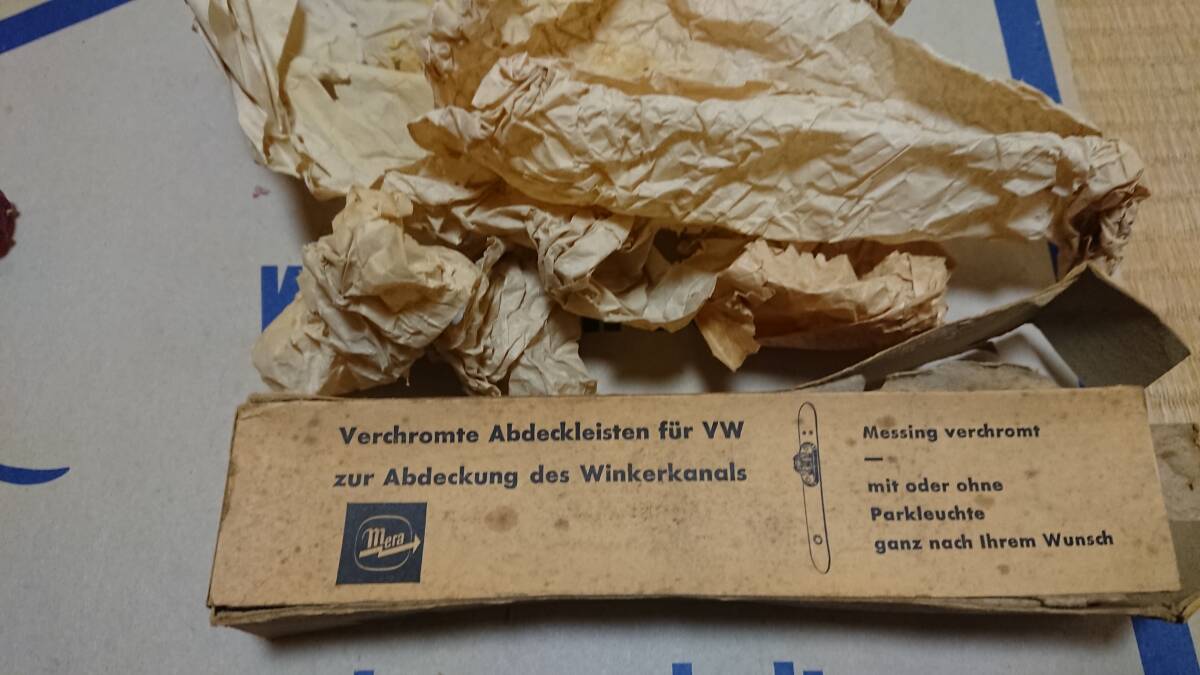 Verchromte Abdeckleisten für VW
zur Abdeckung des Winkerkanals
Mera
Messing verchromt
—
mit oder ohne
Parkleuchte
ganz nach Ihrem Wunsch